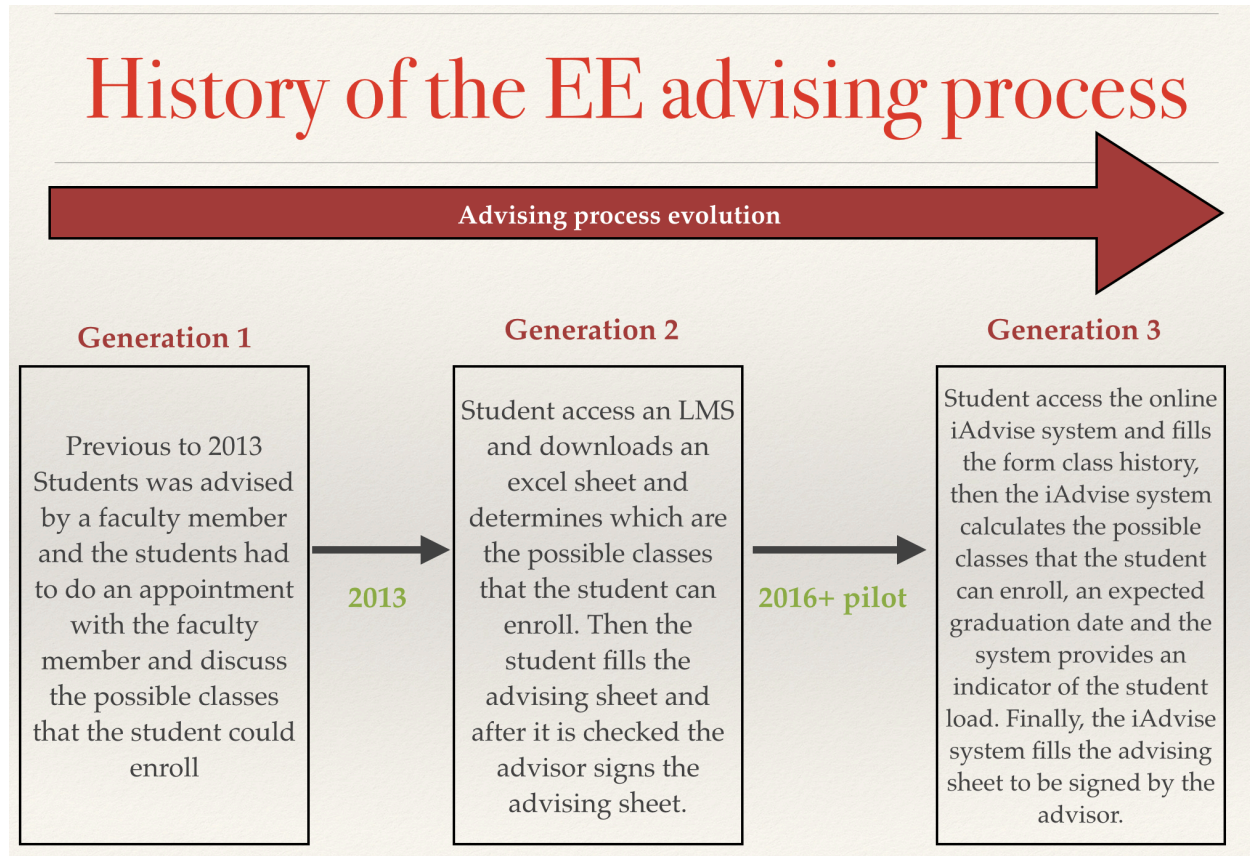 History of the EE advising process
Advising process evolution
Generation 1
Previous to 2013
Students was advised
by a faculty member
and the students had
to do an appointment
with the faculty
member and discuss
the possible classes
that the student could
enroll
2013
Generation 2
Student access an LMS
and downloads an
excel sheet and
determines which are
the possible classes
that the student can
enroll. Then the
student fills the
advising sheet and
after it is checked the
advisor signs the
advising sheet.
2016+ pilot
Generation 3
Student access the online
iAdvise system and fills
the form class history,
then the iAdvise system
calculates the possible
classes that the student
can enroll, an expected
graduation date and the
system provides an
indicator of the student
load. Finally, the iAdvise
system fills the advising
sheet to be signed by the
advisor.